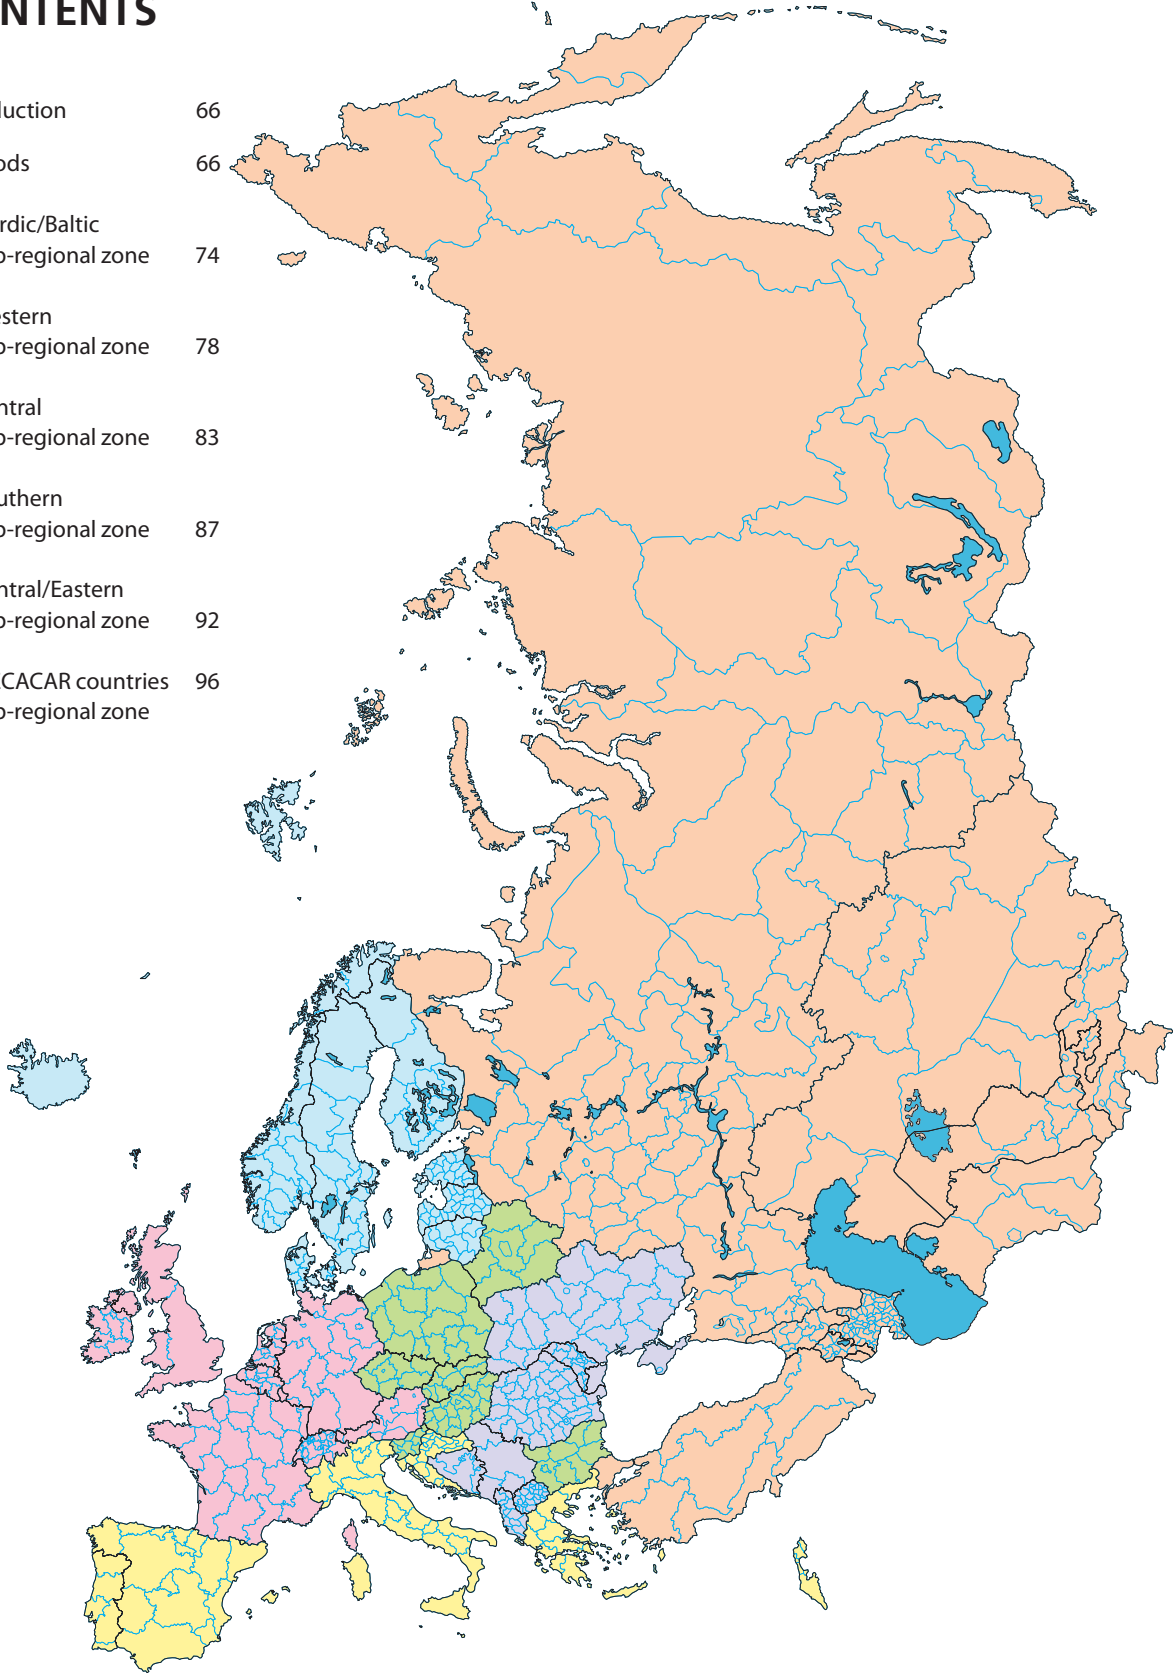 NTENTS
luction 66
ods 66
rdic/Baltic
o-regional zone 74
estern
o-regional zone 78
ntral
o-regional zone 83
uthern
o-regional zone 87
ntral/Eastern
o-regional zone 92
CACAR countries 96
o-regional zone